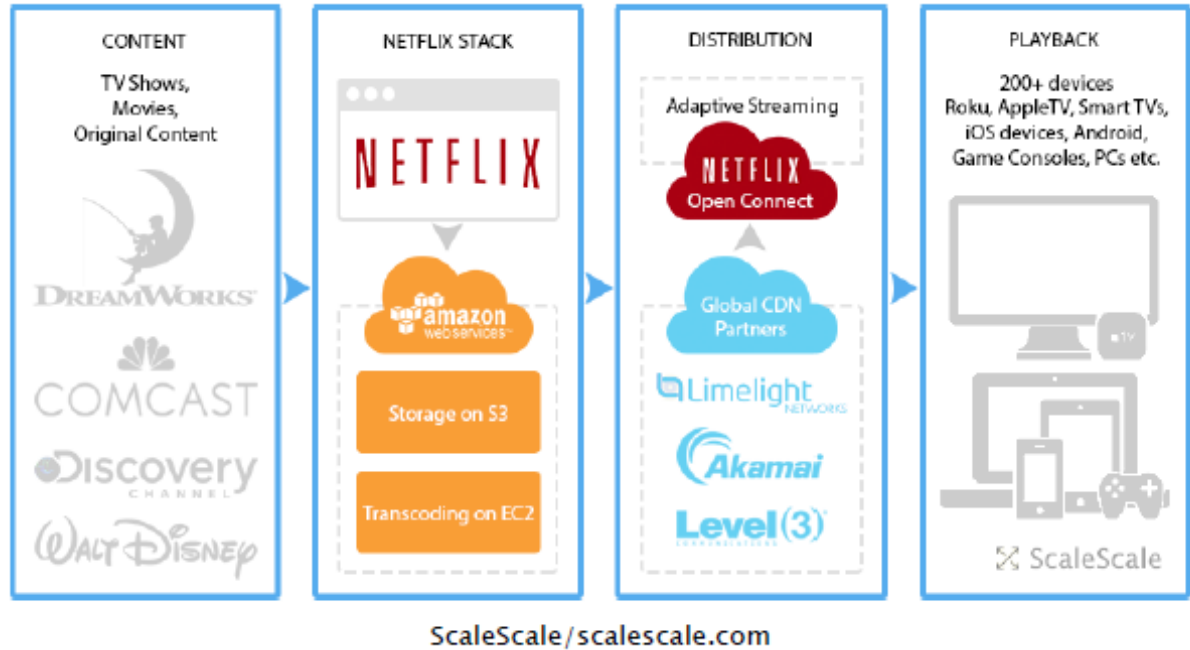 CONTENT
TV Shows,
Movies,
Original Content
DREAMWORKS
COMCAST
DISCOVERY
CHANNEL
WALT DISNEY
NETFLIX STACK
NETFLIX
amazon
webservices™
Storage on S3
Transcoding on EC2
DISTRIBUTION
Adaptive Streaming
NETFLIX
Open Connect
Global CDN
Partners
Limelight
NETWORKS
Akamai
Level(3)
COMMUNICATIONS
PLAYBACK
200+ devices
Roku, AppleTV, Smart TVs,
iOS devices, Android,
Game Consoles, PCs etc.
tv
ScaleScale
ScaleScale/scalescale.com